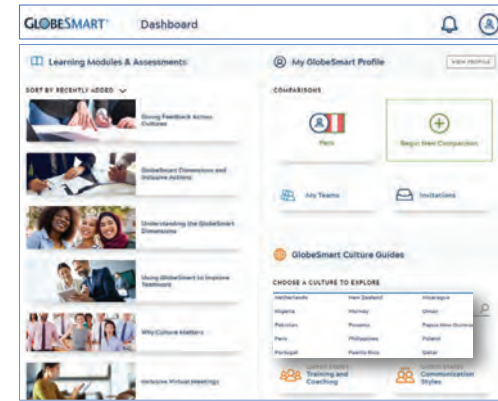 GLOBESMART
Dashboard
Learning Modules & Assessments
SORT BY RECENTLY ADDED
Giving Feedback Across
Cultures
GlobeSmart Dimensions and
Inclusive Actions
Understanding the GlobeSmart
Dimensions
Using GlobeSmart to Improve
Teamwork
Why Culture Matters
Inclusive Virtual Meetings
My GlobeSmart Profile
VIEW PROFILE
COMPARISONS
Peru
Begin New Comparison
My Teams
Invitations
GlobeSmart Culture Guides
CHOOSE A CULTURE TO EXPLORE
Netherlands New Zealand Nicaragua
Nigeria Norway Oman
Pakistan Panama Papua New Guinea
Peru Philippines Poland
Portugal Puerto Rico Qatar
Training and
Coaching
Communication
Styles